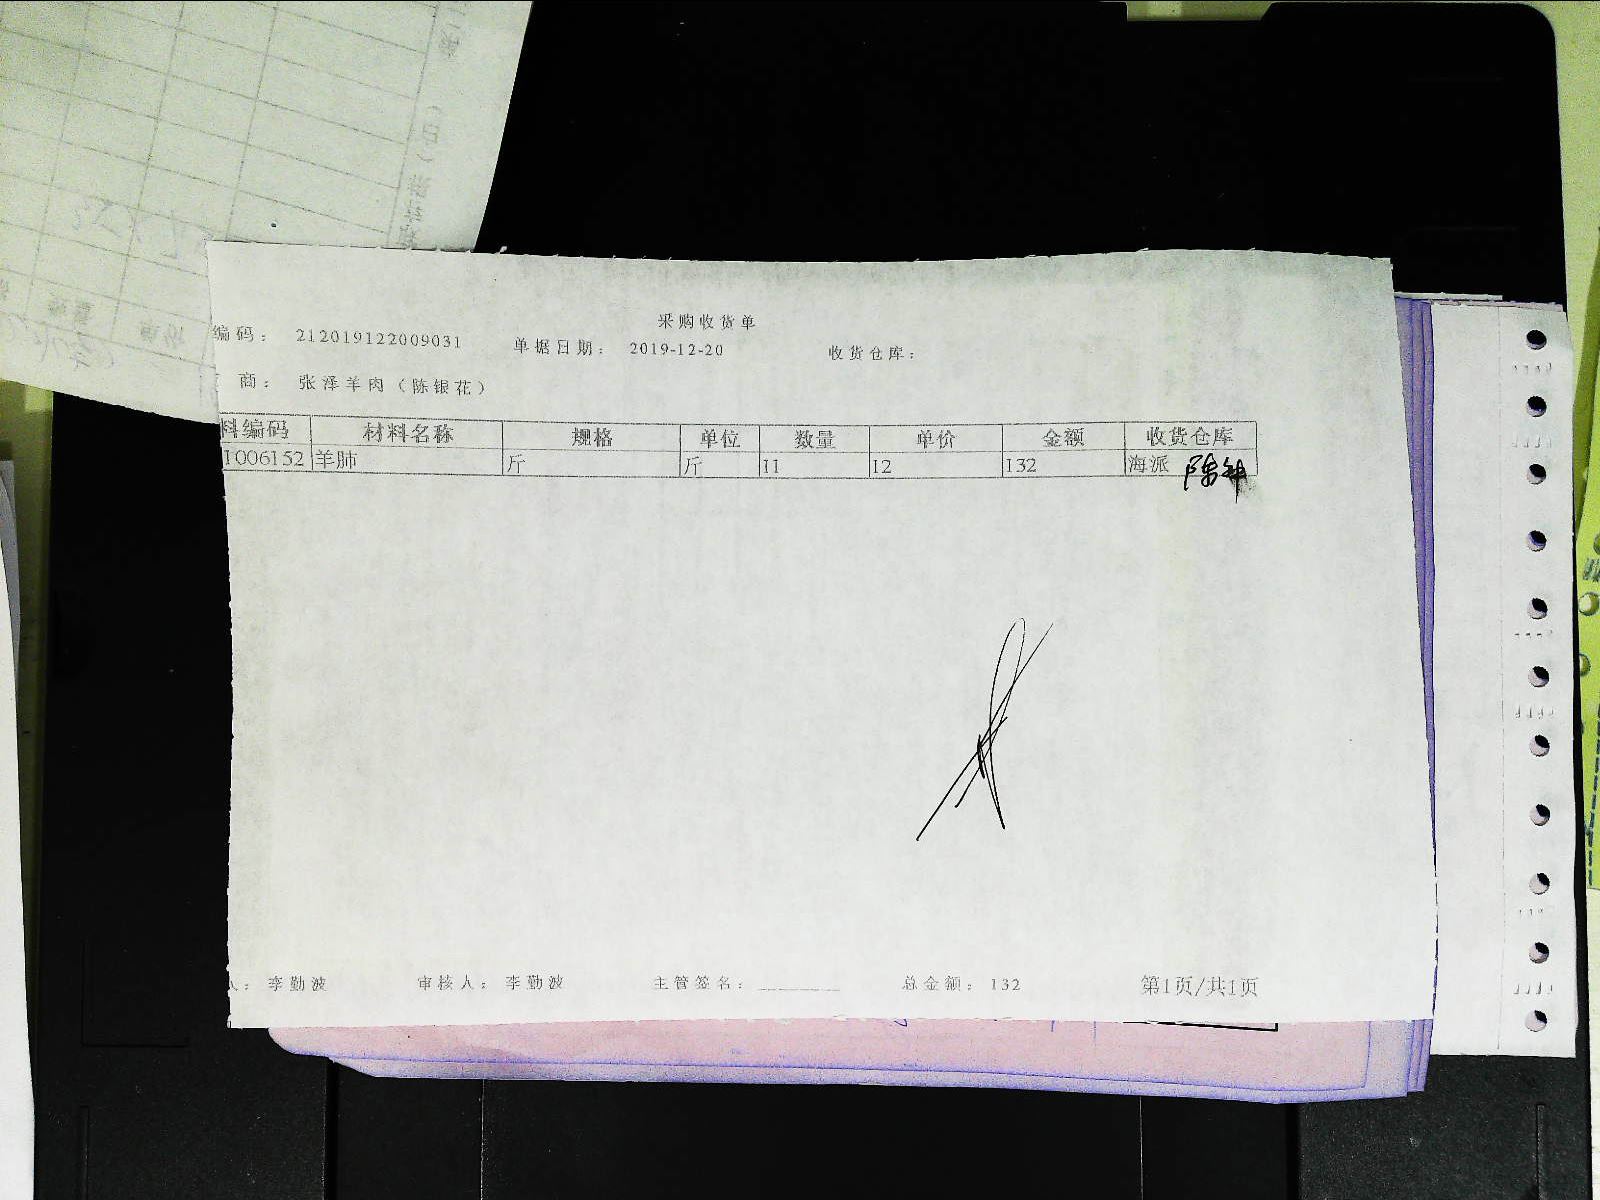 采购收货单
编码： 212019122009031 单据日期： 2019-12-20 收货仓库：
商： 张泽羊肉（陈银花）
料编码 材料名称 规格 单位 数量 单价 金额 收货仓库
1006152 羊肺 斤 斤 11 12 132 海派
人： 李勤波 审核人： 李勤波 主管签名： 总金额： 132 第1页/共1页